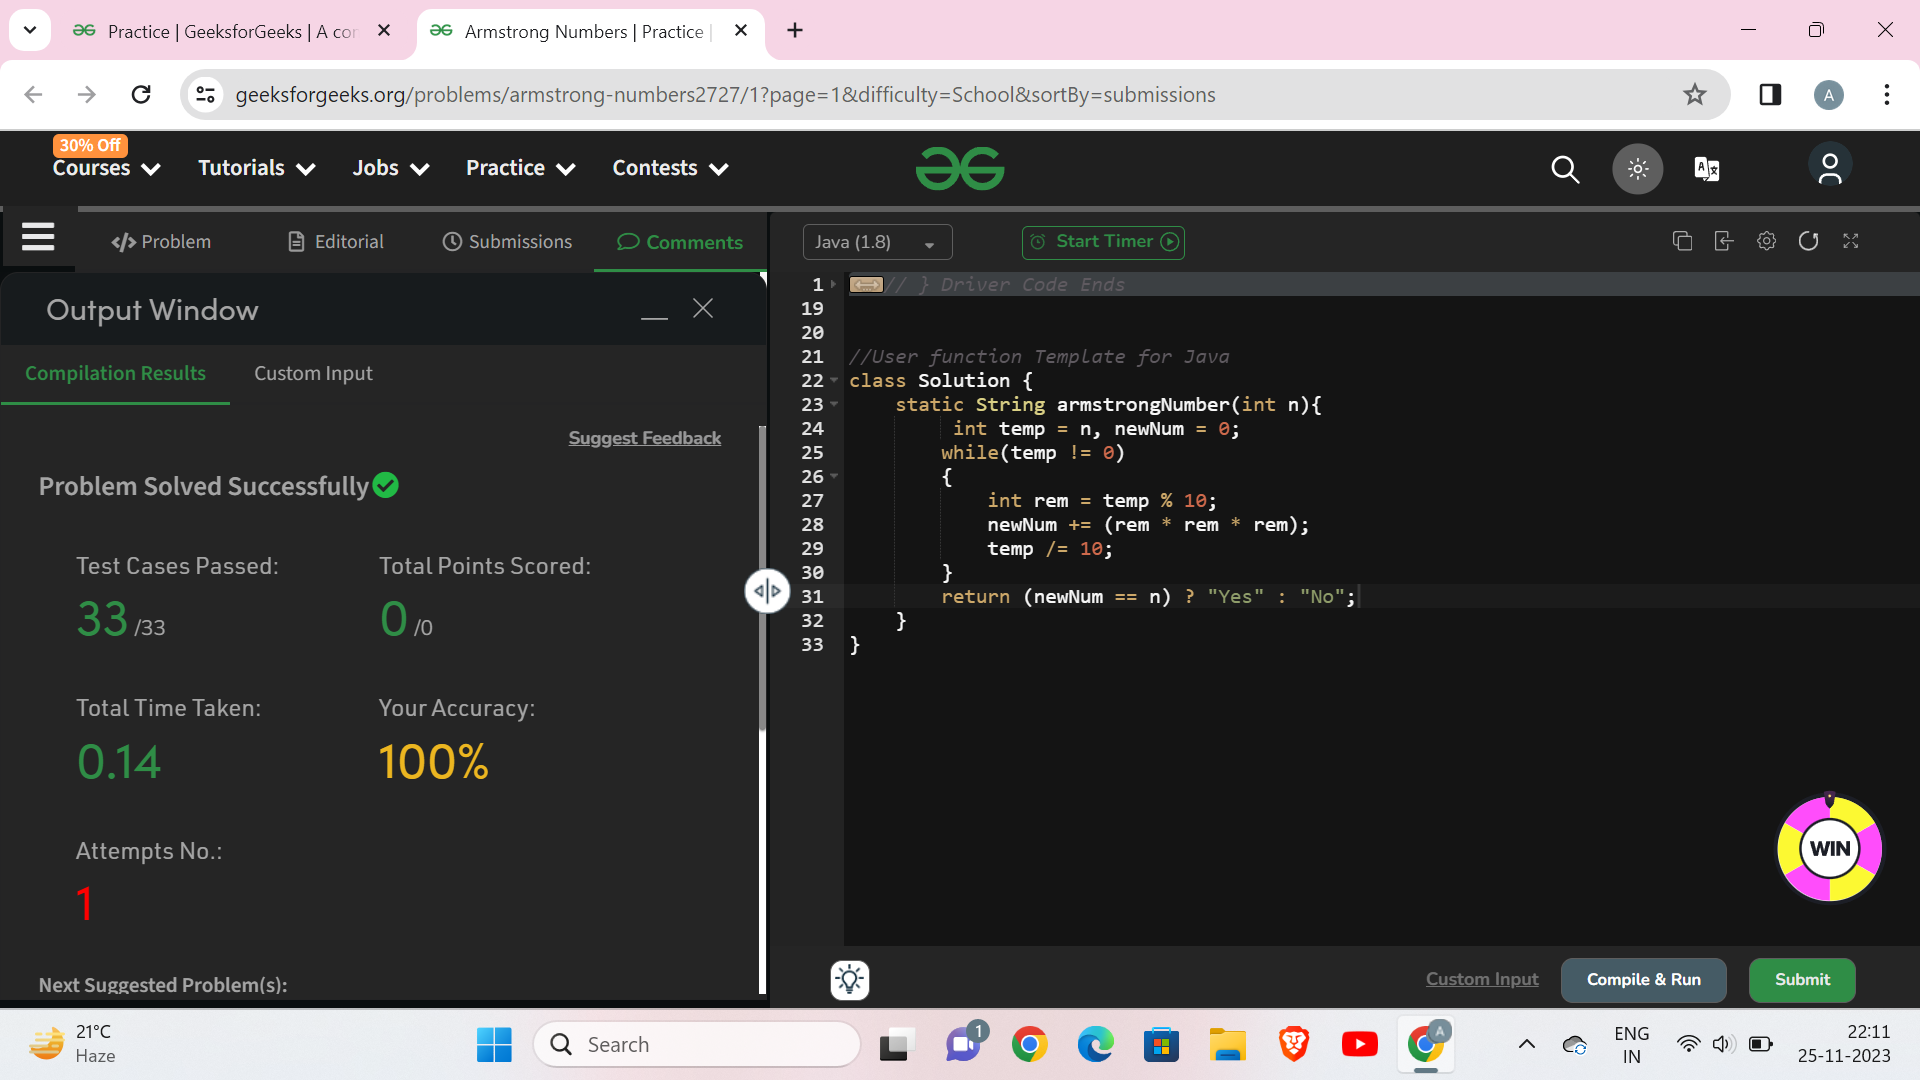 Practice | GeeksforGeeks | A cor
Armstrong Numbers | Practice |
geeksforgeeks.org/problems/armstrong-numbers2727/1?page=1&difficulty=School&sortBy=submissions
A
30% Off
Courses
Tutorials
Jobs
Practice
Contests
Problem
Editorial
Submissions
Comments
Java (1.8)
Start Timer
Output Window
Compilation Results
Custom Input
Suggest Feedback
Problem Solved Successfully
Test Cases Passed:
Total Points Scored:
33 /33
0 /0
Total Time Taken:
Your Accuracy:
0.14
100%
Attempts No.:
1
Next Suggested Problem(s):
1 // } Driver Code Ends
19
20
21 //User function Template for Java
22 class Solution {
23 static String armstrongNumber(int n){
24 int temp = n, newNum = 0;
25 while(temp != 0)
26 {
27 int rem = temp % 10;
28 newNum += (rem * rem * rem);
29 temp /= 10;
30 }
31 return (newNum == n) ? "Yes" : "No";
32 }
33 }
WIN
Custom Input
Compile & Run
Submit
21°C
Haze
Search
1
A
ENG
IN
22:11
25-11-2023